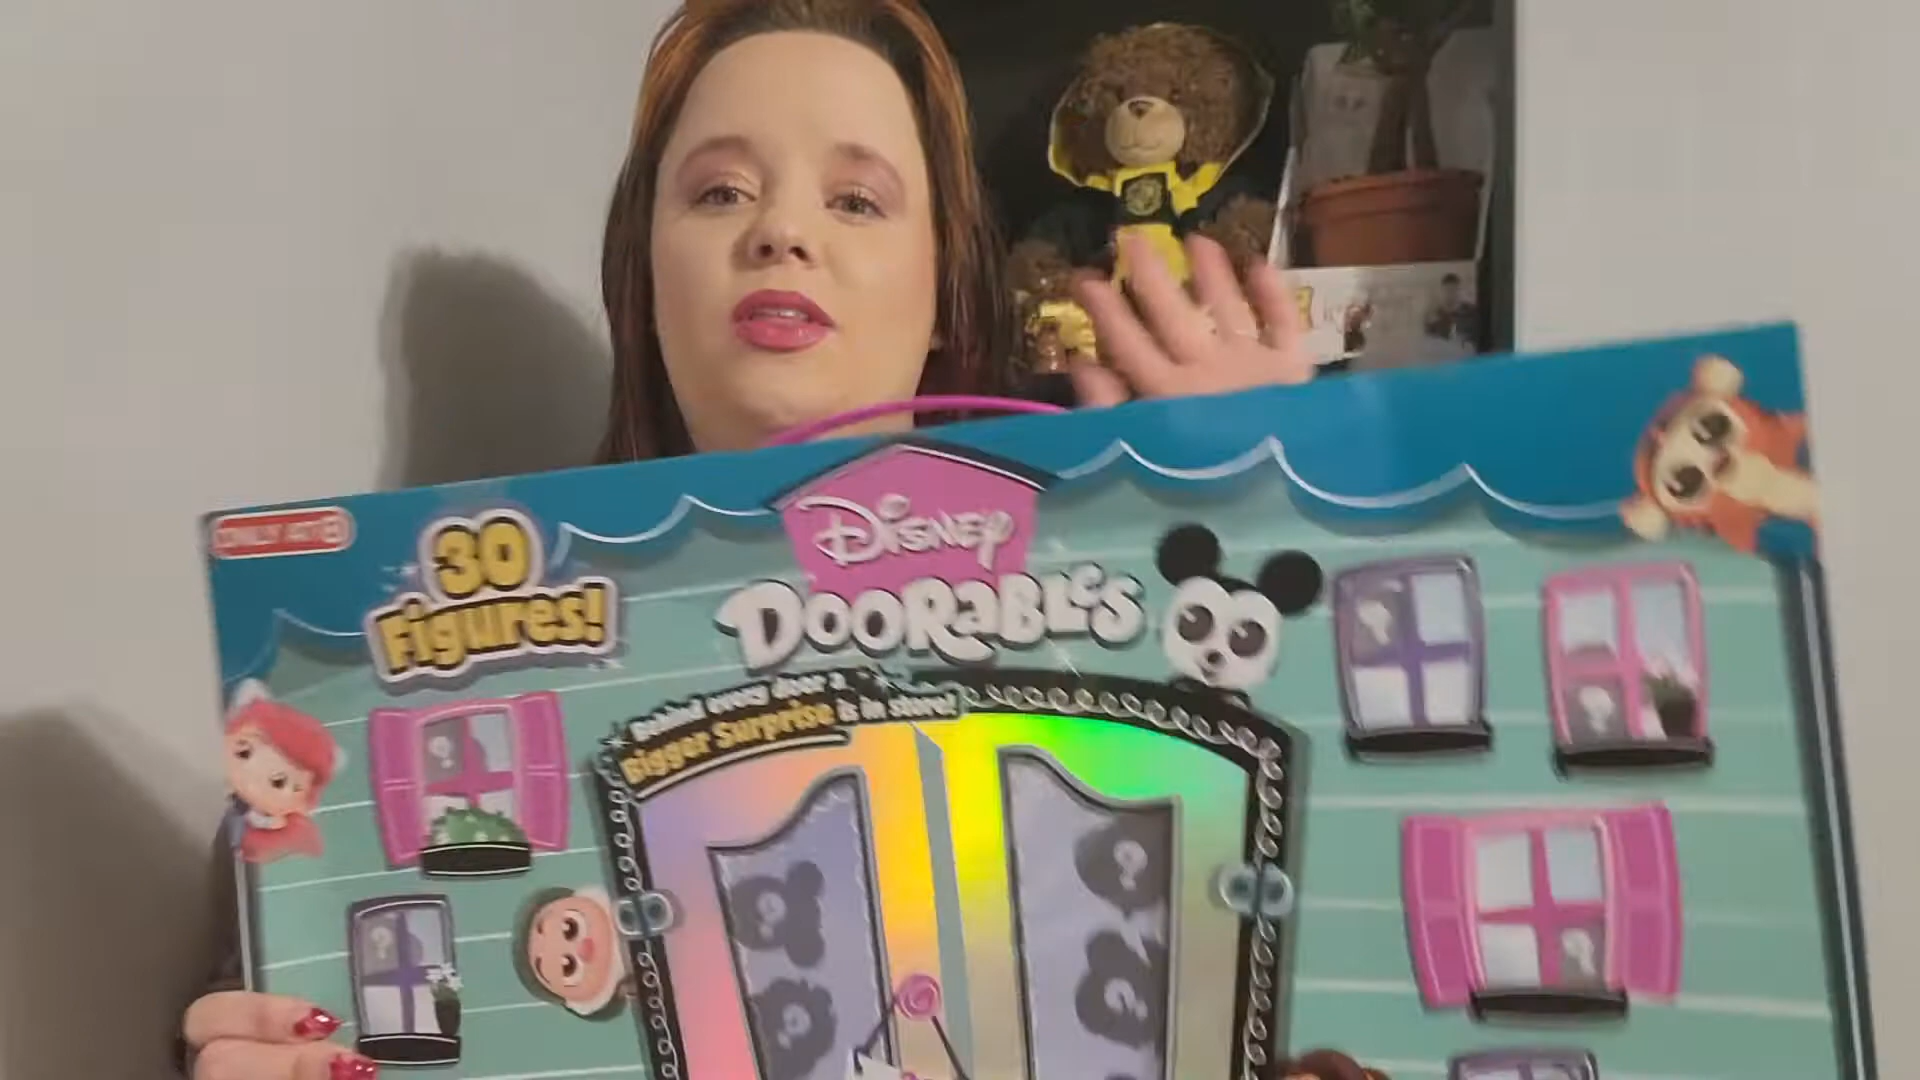 ONLY AT
30
Figures!
Disney
Doorables
Behind every door a
Bigger Surprise is in store!